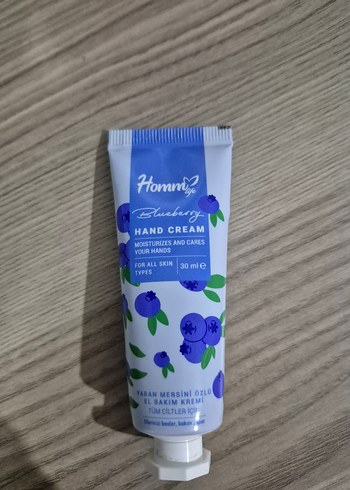 Homm
life
Blueberry
HAND CREAM
MOISTURIZES AND CARES
YOUR HANDS
FOR ALL SKIN
TYPES
30 ml ℮
YABAN MERSİNİ ÖZLÜ
EL BAKIM KREMİ
TÜM CİLTLER İÇİN